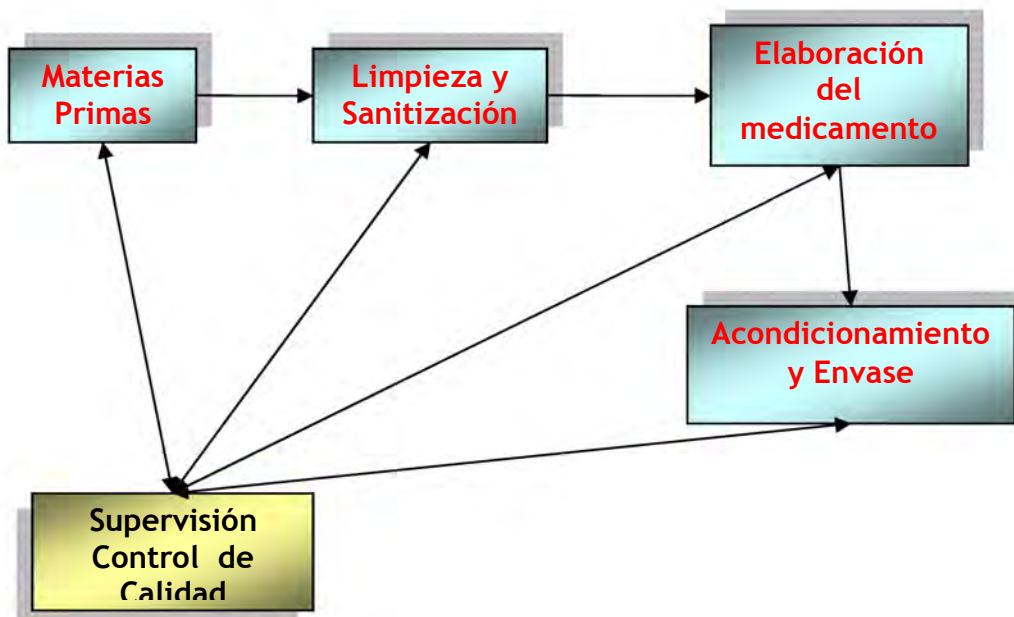 Materias
Primas
Limpieza y
Sanitización
Elaboración
del
medicamento
Acondicionamiento
y Envase
Supervisión
Control de
Calidad